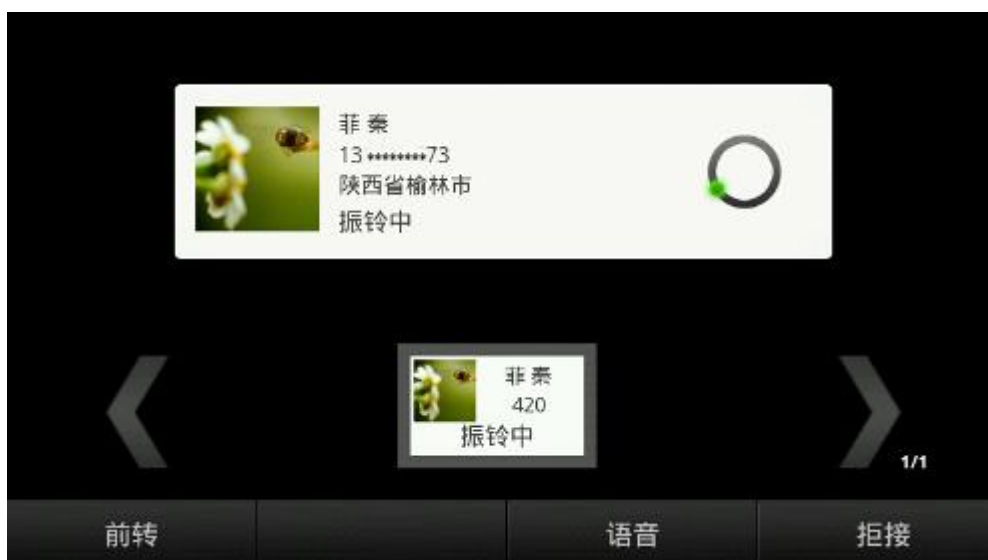 菲 秦
13 ********73
陕西省榆林市
振铃中
菲 秦
420
振铃中
1/1
前转
语音
拒接